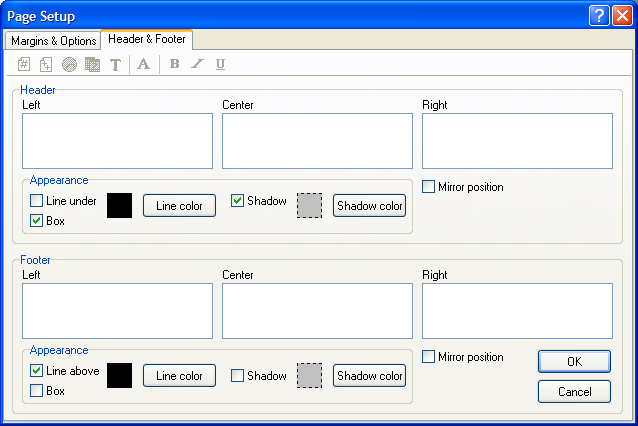 Page Setup
Margins & Options Header & Footer
# T A B I U
Header
Left Center Right
Appearance
Line under Line color Shadow Shadow color Mirror position
Box
Footer
Left Center Right
Appearance
Line above Line color Shadow Shadow color Mirror position OK
Box Cancel